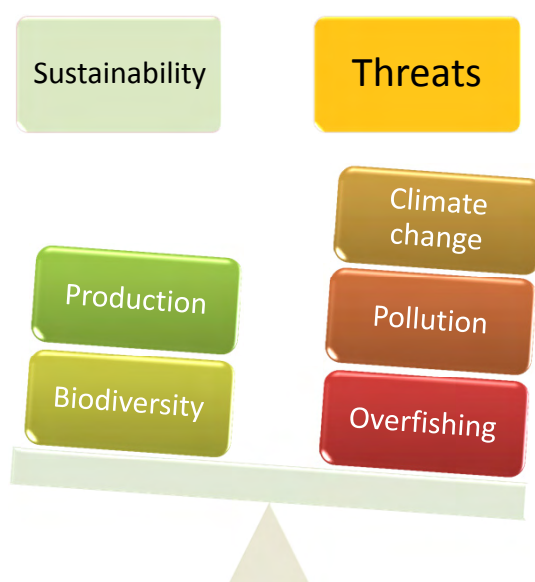 Sustainability
Threats
Climate
change
Production
Pollution
Biodiversity
Overfishing